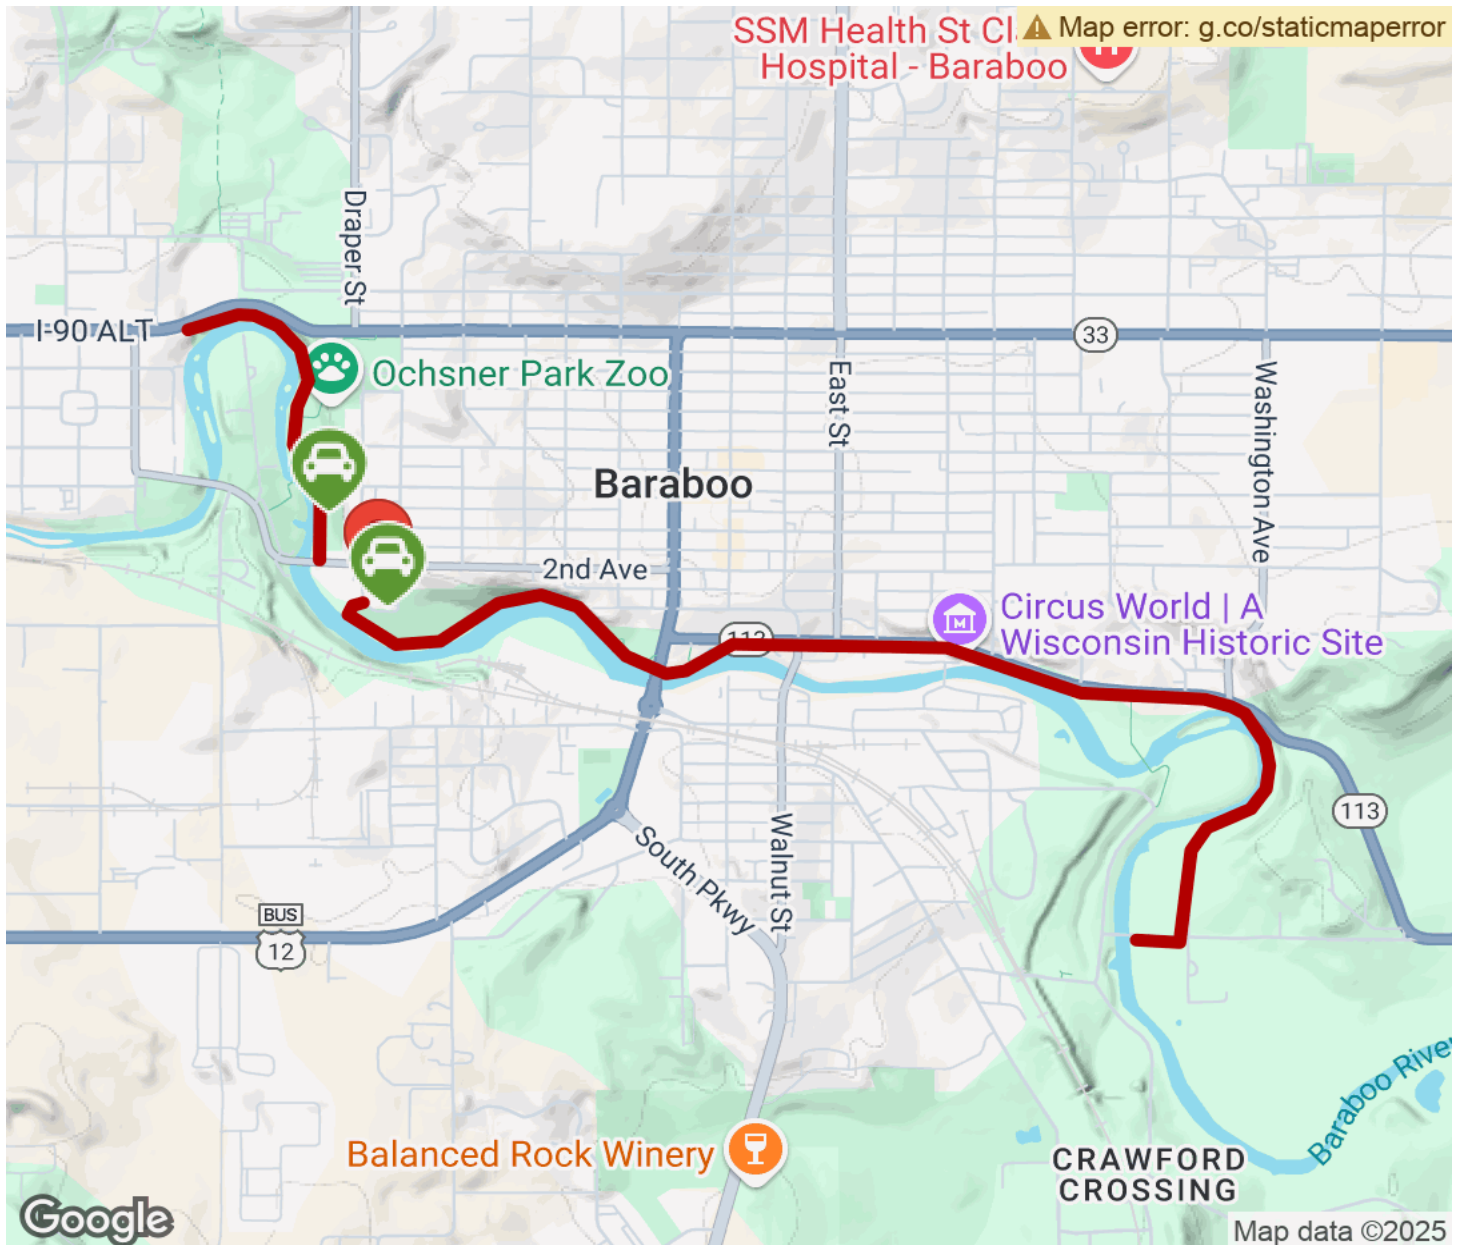 SSM Health St Cl
Hospital - Baraboo
Map error: g.co/staticmaperror
Draper St
I-90 ALT
33
Ochsner Park Zoo
East St
Washington Ave
Baraboo
2nd Ave
Circus World | A
Wisconsin Historic Site
113
113
South Pkwy
Walnut St
BUS
12
Baraboo River
Balanced Rock Winery
CRAWFORD
CROSSING
Google
Map data ©2025